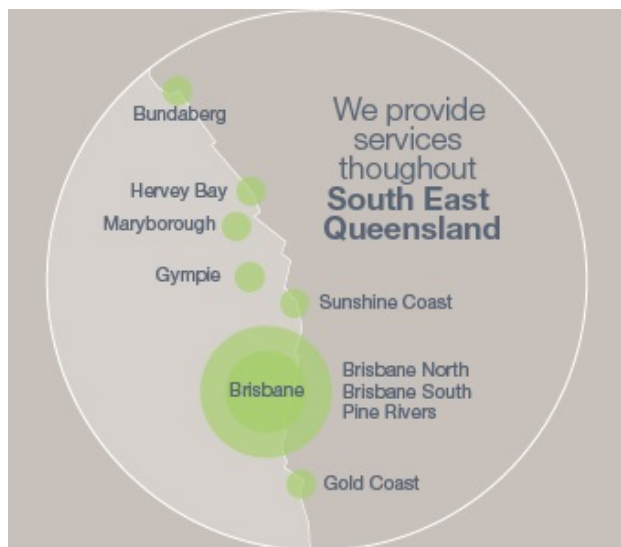 Bundaberg
We provide
services
thoughout
South East
Queensland
Hervey Bay
Maryborough
Gympie
Sunshine Coast
Brisbane
Brisbane North
Brisbane South
Pine Rivers
Gold Coast